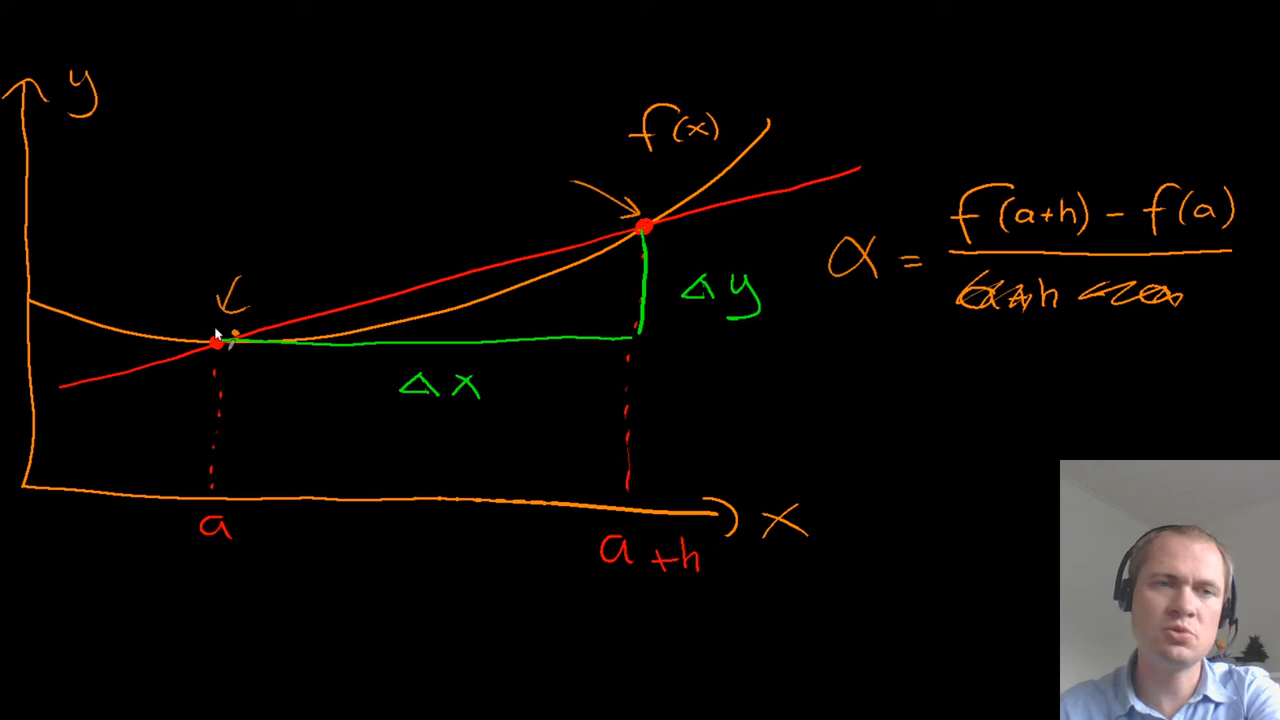 y
f(x)
α = f(a+h) - f(a)
Δy
Δx
a
a+h
x